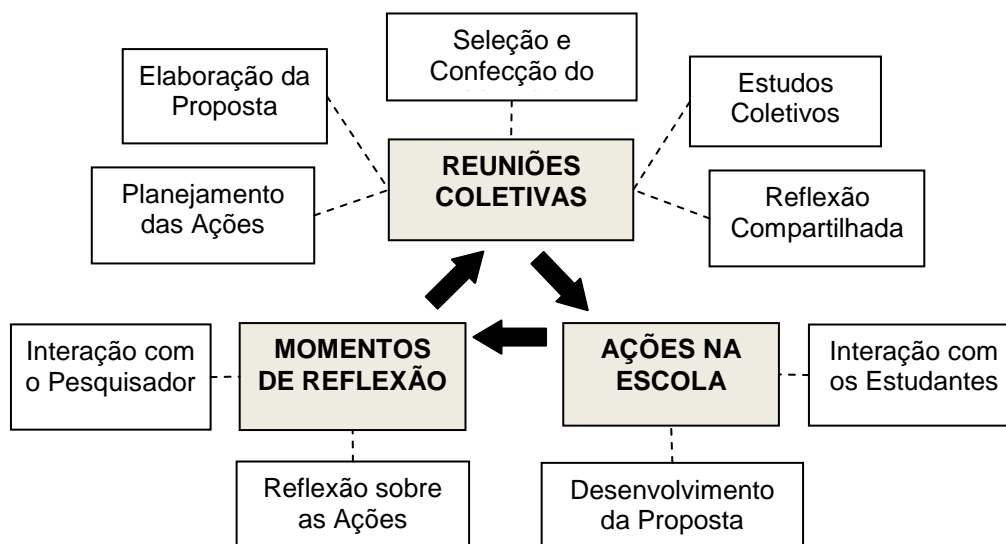 Seleção e
Confecção do
Elaboração da
Proposta
Estudos
Coletivos
REUNIÕES
COLETIVAS
Planejamento
das Ações
Reflexão
Compartilhada
Interação com
o Pesquisador
MOMENTOS
DE REFLEXÃO
AÇÕES NA
ESCOLA
Interação com
os Estudantes
Reflexão sobre
as Ações
Desenvolvimento
da Proposta